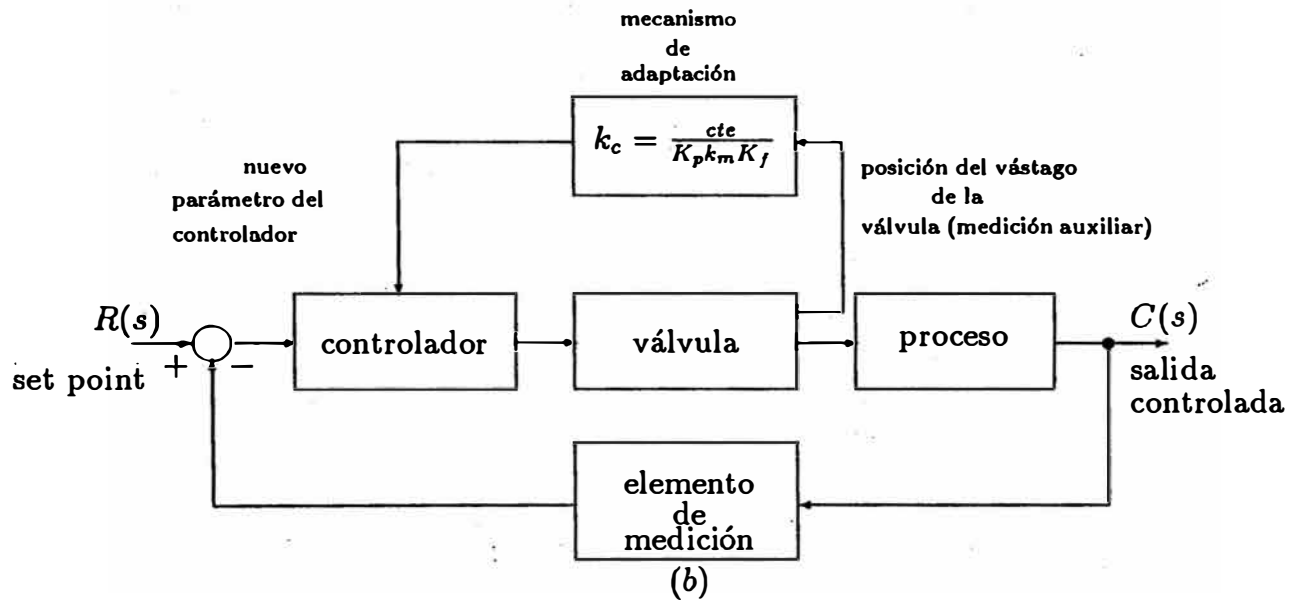 mecanismo
de
adaptación
k_c = cte / K_p k_m K_f
nuevo
parámetro del
controlador
posición del vástago
de la
válvula (medición auxiliar)
R(s)
+
−
set point
controlador
válvula
proceso
C(s)
salida
controlada
elemento
de
medición
(b)